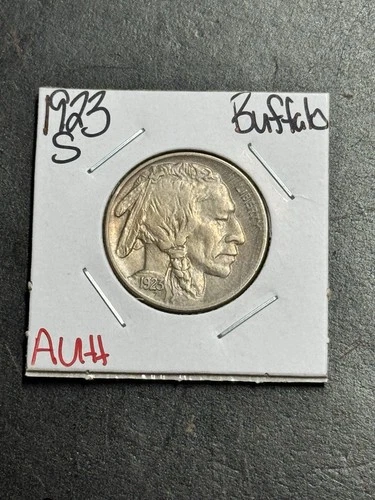 1923 Buffalo
S
LIBERTY
1923
AU++